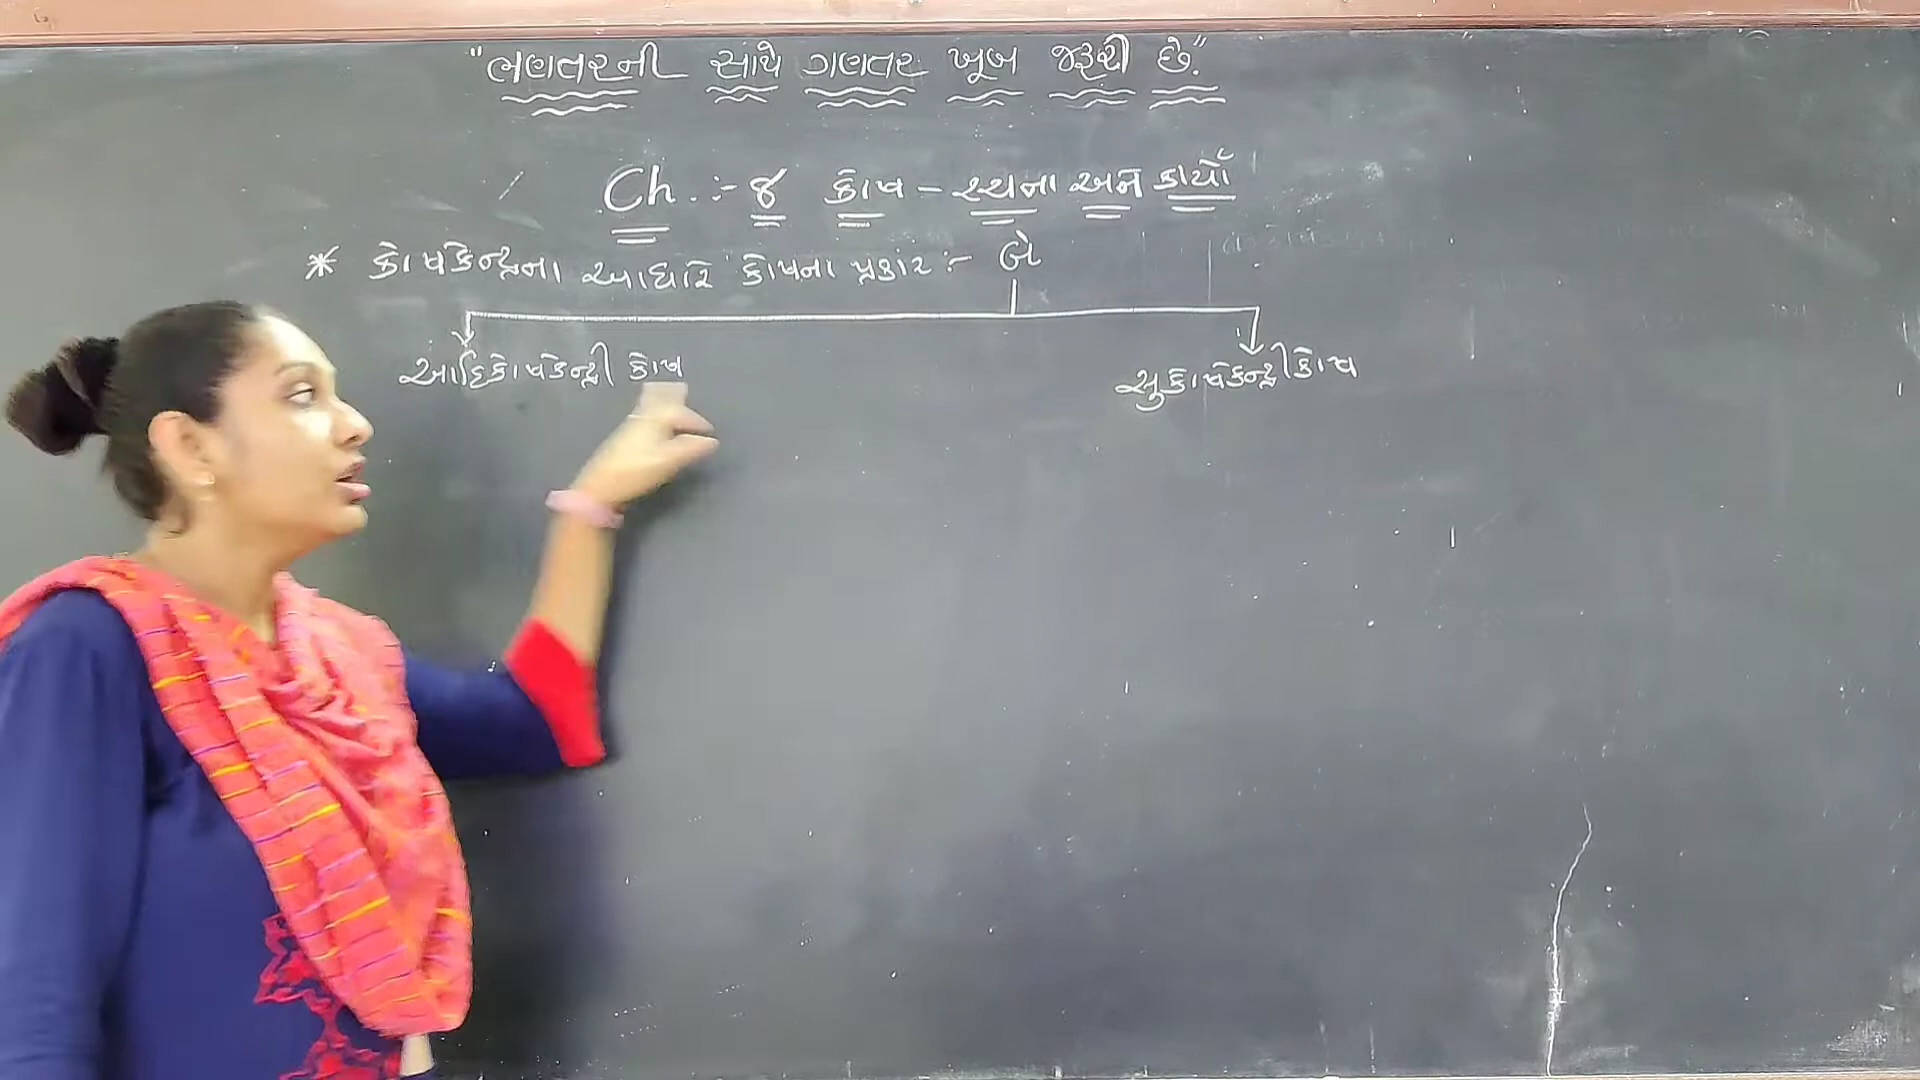 "ભણતરની સાથે ગણતર ખૂબ જરૂરી છે."
Ch. :- ૪ કોષ - રચના અને કાર્યો
* કોષકેન્દ્રના આધારે કોષના પ્રકાર :- બે
આદિકોષકેન્દ્રી કોષ સુકોષકેન્દ્રીકોષ